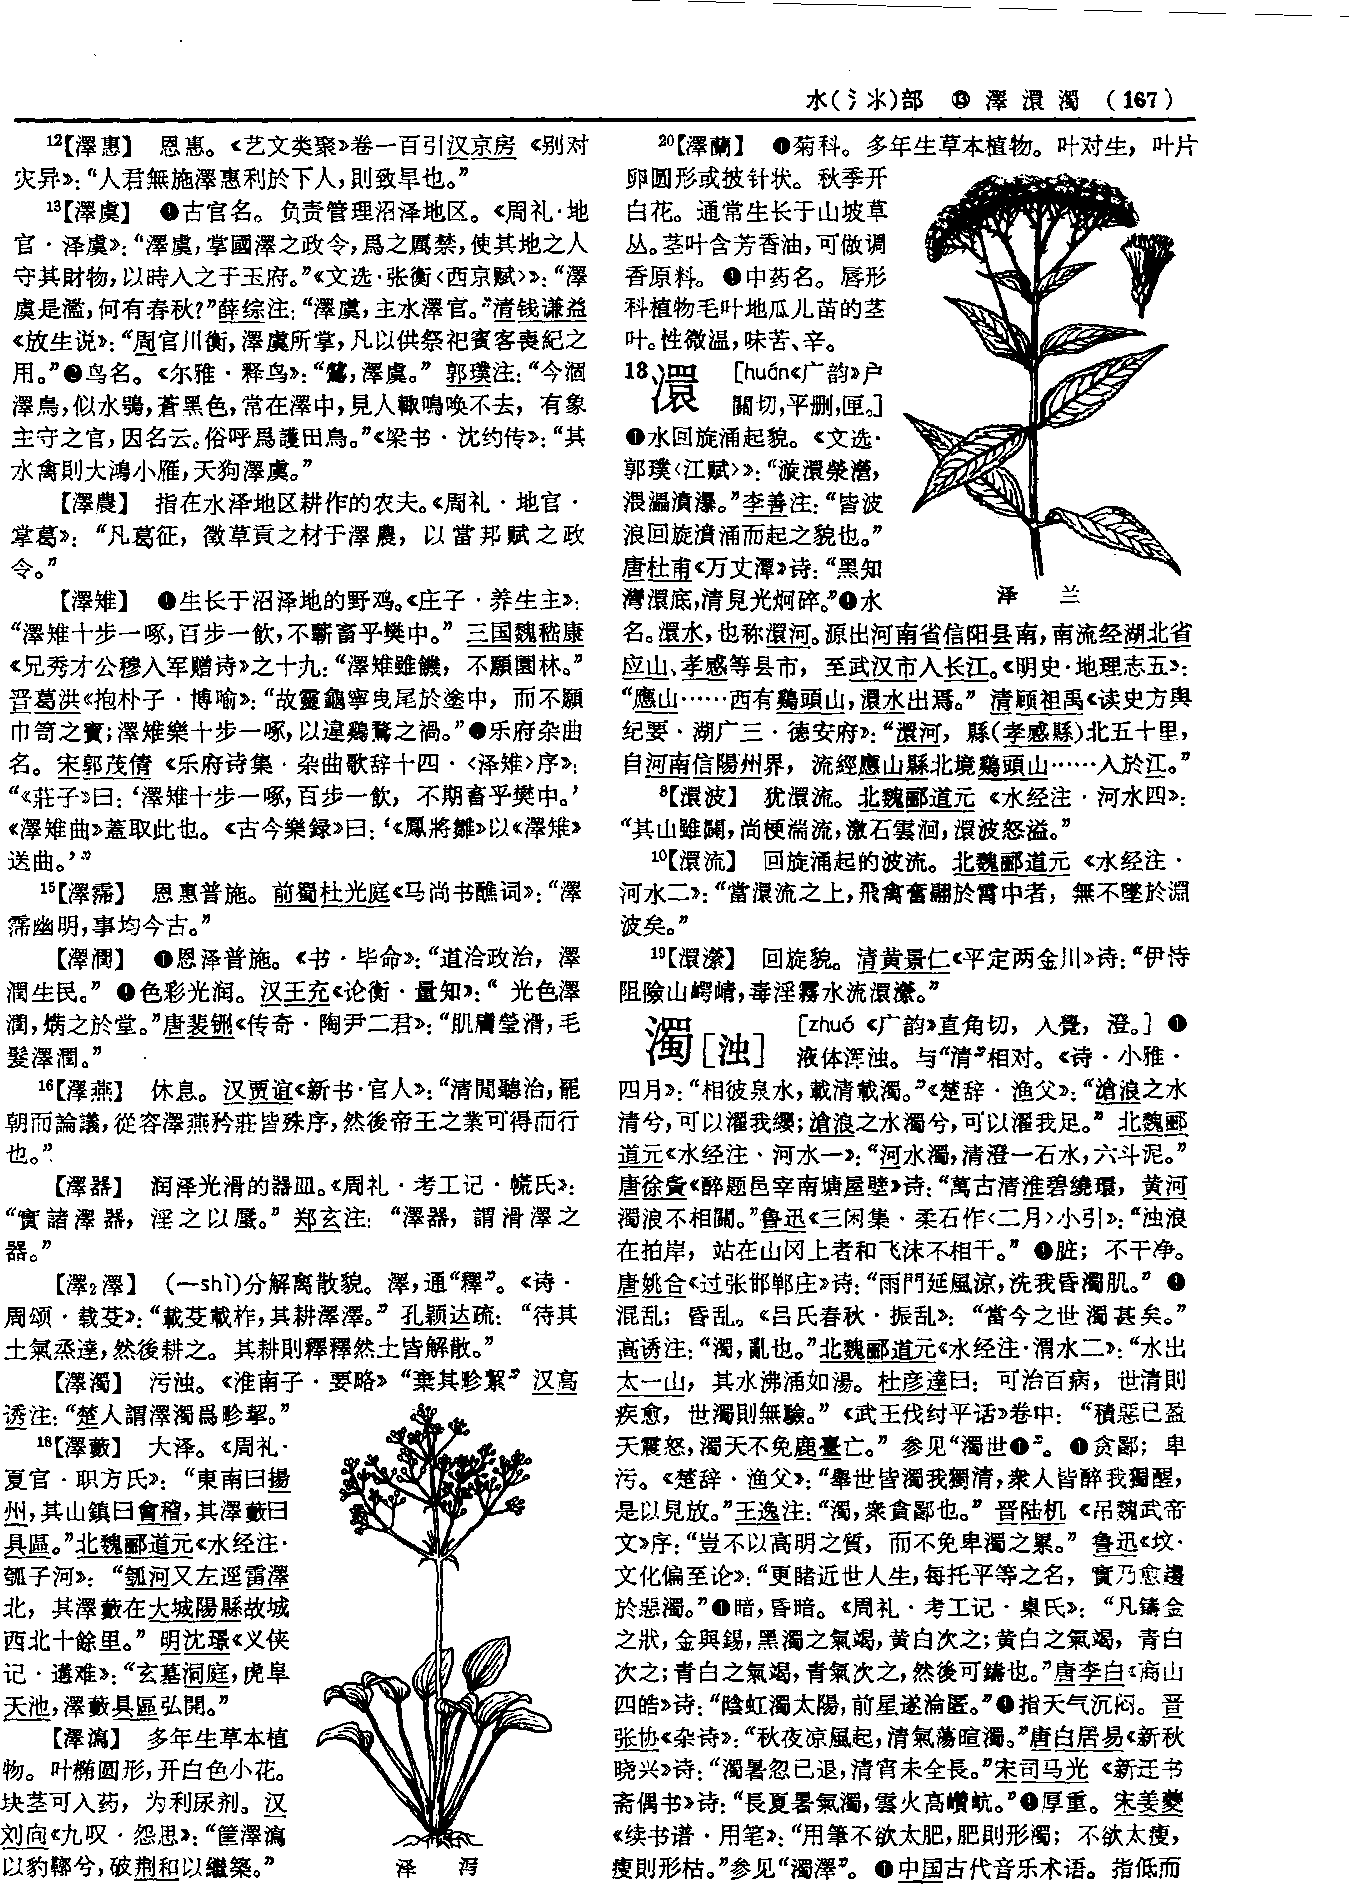 水(氵氺)部 ⓭ 澤 澴 濁 (167)
12【澤惠】 恩惠。《艺文类聚》卷一百引汉京房《别对
灾异》:“人君無施澤惠利於下人,則致旱也。”
13【澤虞】 ❶古官名。负责管理沼泽地区。《周礼·地
官·泽虞》:“澤虞,掌國澤之政令,爲之厲禁,使其地之人
守其財物,以時入之于玉府。”《文选·张衡〈西京赋〉》:“澤
虞是濫,何有春秋?”薛综注:“澤虞,主水澤官。”清钱谦益
《放生说》:“周官川衡,澤虞所掌,凡以供祭祀賓客喪紀之
用。”❷鸟名。《尔雅·释鸟》:“鶭,澤虞。” 郭璞注:“今涸
澤鳥,似水鴞,蒼黑色,常在澤中,見人輒鳴唤不去,有象
主守之官,因名云。俗呼爲護田鳥。”《梁书·沈约传》:“其
水禽則大鴻小雁,天狗澤虞。”
【澤農】 指在水泽地区耕作的农夫。《周礼·地官·
掌葛》:“凡葛征,徵草貢之材于澤農,以當邦赋之政
令。”
【澤雉】 ❶生长于沼泽地的野鸡。《庄子·养生主》:
“澤雉十步一啄,百步一飲,不蘄畜乎樊中。” 三国魏嵇康
《兄秀才公穆入军赠诗》之十九:“澤雉雖饑,不願園林。”
晋葛洪《抱朴子·博喻》:“故靈龜寧曳尾於塗中,而不願
巾笥之寶;澤雉樂十步一啄,以違鷄鶩之禍。”❷乐府杂曲
名。宋郭茂倩《乐府诗集·杂曲歌辞十四·〈泽雉〉序》:
“《莊子》曰:‘澤雉十步一啄,百步一飲,不期畜乎樊中。’
《澤雉曲》蓋取此也。《古今樂録》曰:‘《鳳將雛》以《澤雉》
送曲。’”
15【澤霈】 恩惠普施。前蜀杜光庭《马尚书醮词》:“澤
霈幽明,事均今古。”
【澤潤】 ❶恩泽普施。《书·毕命》:“道洽政治,澤
潤生民。” ❷色彩光润。汉王充《论衡·量知》:“光色澤
潤,炳之於堂。”唐裴铏《传奇·陶尹二君》:“肌膚瑩滑,毛
髮澤潤。”
16【澤燕】 休息。汉贾谊《新书·官人》:“清閒聽治,罷
朝而論議,從容澤燕矜莊皆殊序,然後帝王之業可得而行
也。”
【澤器】 润泽光滑的器皿。《周礼·考工记·㡛氏》:
“實諸澤器,淫之以蜃。” 郑玄注:“澤器,謂滑澤之
器。”
【澤2澤】 (—shì)分解离散貌。澤,通“釋”。《诗·
周颂·载芟》:“載芟載柞,其耕澤澤。” 孔颖达疏:“待其
土氣烝達,然後耕之。其耕則釋釋然土皆解散。”
【澤濁】 污浊。《淮南子·要略》“棄其畛挈” 汉高
诱注:“楚人謂澤濁爲畛挈。”
18【澤藪】 大泽。《周礼·
夏官·职方氏》:“東南曰揚
州,其山鎮曰會稽,其澤藪曰
具區。”北魏郦道元《水经注·
瓠子河》:“瓠河又左逕雷澤
北,其澤藪在大城陽縣故城
西北十餘里。” 明沈璟《义侠
记·遘难》:“玄墓洞庭,虎阜
天池,澤藪具區弘開。”
【澤瀉】 多年生草本植
物。叶椭圆形,开白色小花。
块茎可入药,为利尿剂。汉
刘向《九叹·怨思》:“筐澤瀉
以豹鞹兮,破荆和以繼築。”
泽 泻
20【澤蘭】 ❶菊科。多年生草本植物。叶对生,叶片
卵圆形或披针状。秋季开
白花。通常生长于山坡草
丛。茎叶含芳香油,可做调
香原料。❷中药名。唇形
科植物毛叶地瓜儿苗的茎
叶。性微温,味苦、辛。
泽 兰
13澴 [huán《广韵》户
關切,平删,匣。]
❶水回旋涌起貌。《文选·
郭璞〈江赋〉》:“漩澴滎瀯,
渨㵽濆瀑。”李善注:“皆波
浪回旋濆涌而起之貌也。”
唐杜甫《万丈潭》诗:“黑知
灣澴底,清見光炯碎。”❷水
名。澴水,也称澴河。源出河南省信阳县南,南流经湖北省
应山、孝感等县市,至武汉市入长江。《明史·地理志五》:
“應山……西有鷄頭山,澴水出焉。” 清顾祖禹《读史方舆
纪要·湖广三·德安府》:“澴河,縣(孝感縣)北五十里,
自河南信陽州界,流經應山縣北境鷄頭山……入於江。”
8【澴波】 犹澴流。北魏郦道元《水经注·河水四》:
“其山雖闢,尚梗湍流,激石雲洄,澴波怒溢。”
10【澴流】 回旋涌起的波流。北魏郦道元《水经注·
河水二》:“當澴流之上,飛禽奮翮於霄中者,無不墜於淵
波矣。”
19【澴瀠】 回旋貌。清黄景仁《平定两金川》诗:“伊恃
阻險山崿崝,毒淫霧水流澴瀠。”
濁[浊] [zhuó《广韵》直角切,入覺,澄。] ❶
液体浑浊。与“清”相对。《诗·小雅·
四月》:“相彼泉水,載清載濁。”《楚辞·渔父》:“滄浪之水
清兮,可以濯我缨;滄浪之水濁兮,可以濯我足。” 北魏郦
道元《水经注·河水一》:“河水濁,清澄一石水,六斗泥。”
唐徐夤《醉题邑宰南塘屋壁》诗:“萬古清淮碧繞環,黄河
濁浪不相關。”鲁迅《三闲集·柔石作〈二月〉小引》:“浊浪
在拍岸,站在山冈上者和飞沫不相干。” ❷脏;不干净。
唐姚合《过张邯郸庄》诗:“雨門延風涼,洗我昏濁肌。” ❸
混乱;昏乱。《吕氏春秋·振乱》:“當今之世濁甚矣。”
高诱注:“濁,亂也。”北魏郦道元《水经注·渭水二》:“水出
太一山,其水沸涌如湯。杜彦達曰:可治百病,世清則
疾愈,世濁則無驗。”《武王伐纣平话》卷中:“積惡已盈
天震怒,濁天不免鹿臺亡。” 参见“濁世❶”。❹贪鄙;卑
污。《楚辞·渔父》:“舉世皆濁我獨清,衆人皆醉我獨醒,
是以見放。”王逸注:“濁,衆貪鄙也。” 晋陆机《吊魏武帝
文》序:“豈不以高明之質,而不免卑濁之累。” 鲁迅《坟·
文化偏至论》:“更睹近世人生,每托平等之名,實乃愈趨
於惡濁。”❺暗,昏暗。《周礼·考工记·㮚氏》:“凡鑄金
之狀,金與錫,黑濁之氣竭,黄白次之;黄白之氣竭,青白
次之;青白之氣竭,青氣次之,然後可鑄也。”唐李白《商山
四皓》诗:“陰虹濁太陽,前星遂淪匿。”❻指天气沉闷。晋
张协《杂诗》:“秋夜凉風起,清氣蕩暄濁。”唐白居易《新秋
晓兴》诗:“濁暑忽已退,清宵未全長。”宋司马光《新迁书
斋偶书》诗:“長夏暑氣濁,雲火高巑岏。”❼厚重。宋姜夔
《续书谱·用笔》:“用筆不欲太肥,肥則形濁;不欲太瘦,
瘦則形枯。”参见“濁澤”。❽中国古代音乐术语。指低而